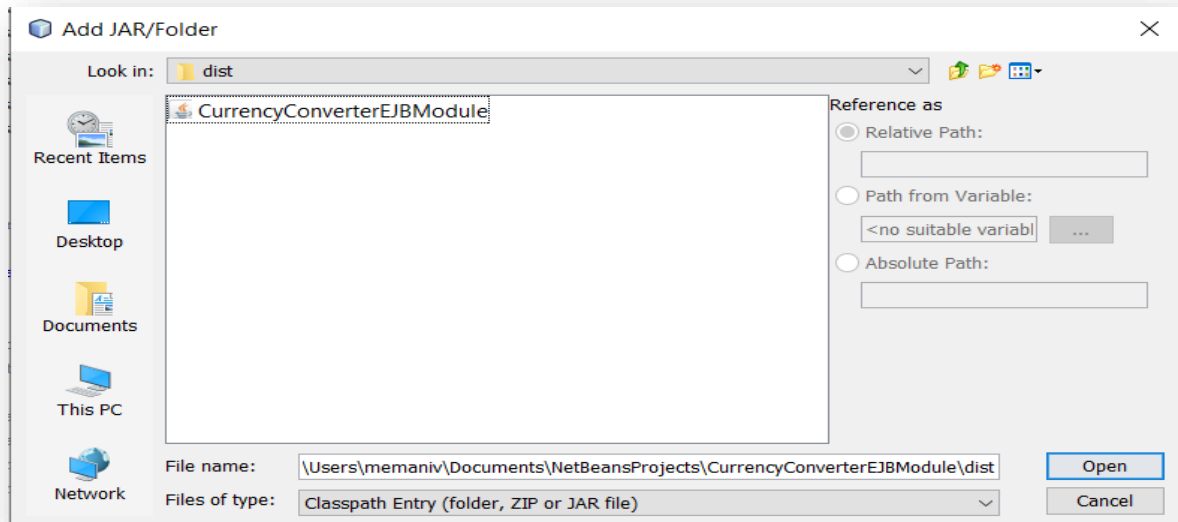 Add JAR/Folder
Look in: dist
CurrencyConverterEJBModule
Recent Items
Desktop
Documents
This PC
Network
Reference as
Relative Path:
Path from Variable:
<no suitable variabl ...
Absolute Path:
File name: \Users\memaniv\Documents\NetBeansProjects\CurrencyConverterEJBModule\dist Open
Files of type: Classpath Entry (folder, ZIP or JAR file) Cancel